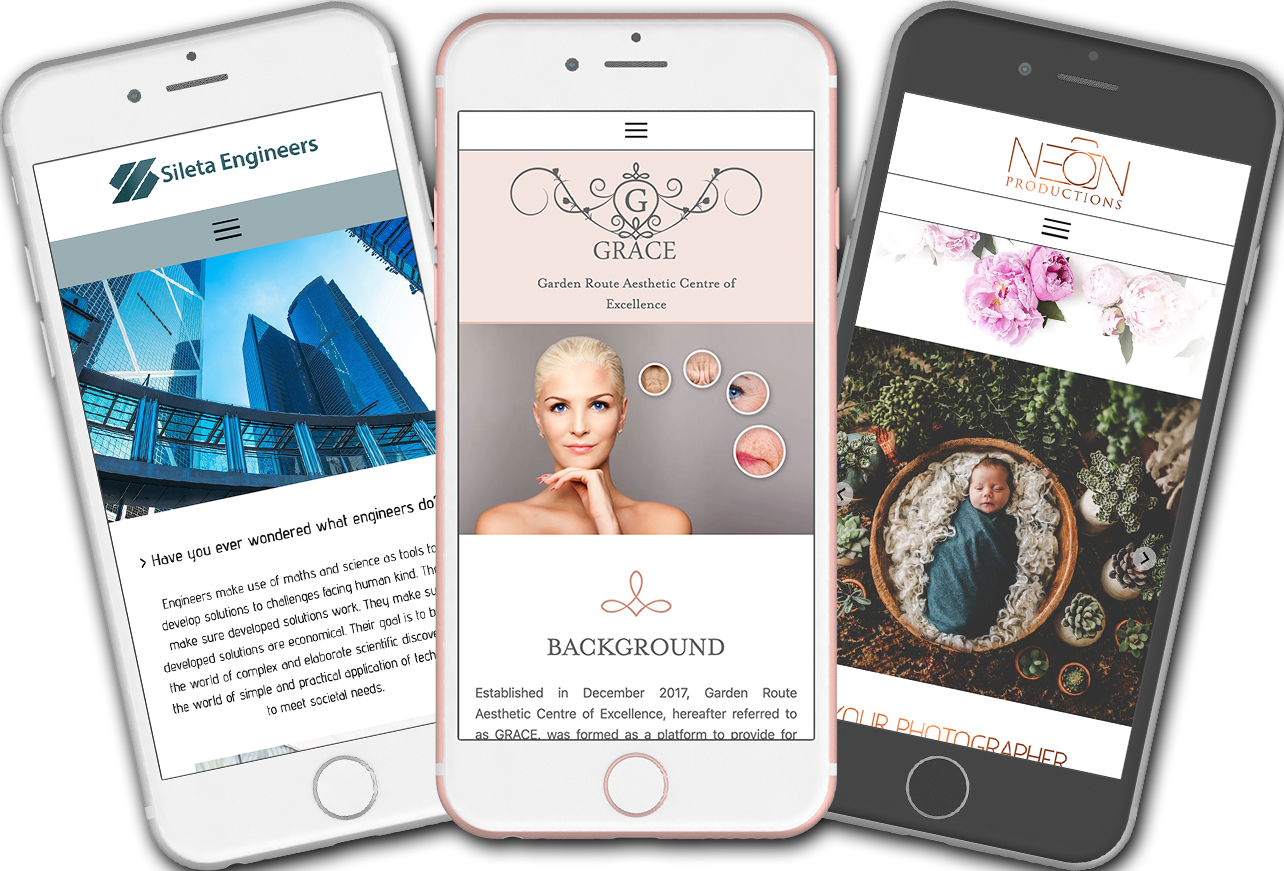 Sileta Engineers
> Have you ever wondered what engineers do?
Engineers make use of maths and science as tools to
develop solutions to challenges facing human kind. The
make sure developed solutions work. They make su
developed solutions are economical. Their goal is to b
the world of complex and elaborate scientific discove
the world of simple and practical application of tech
to meet societal needs.
G
GRACE
Garden Route Aesthetic Centre of
Excellence
BACKGROUND
Established in December 2017, Garden Route
Aesthetic Centre of Excellence, hereafter referred to
as GRACE, was formed as a platform to provide for
NEON
PRODUCTIONS
YOUR PHOTOGRAPHER